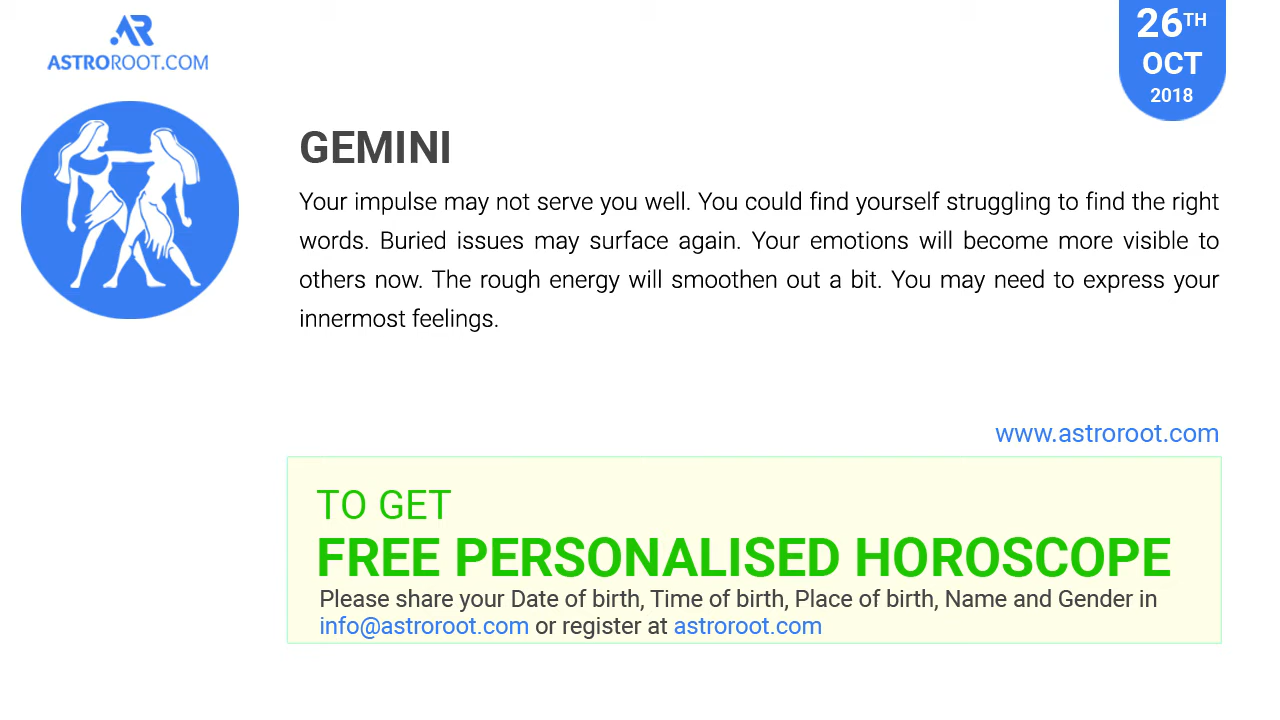 AR
ASTROROOT.COM
26TH
OCT
2018
GEMINI
Your impulse may not serve you well. You could find yourself struggling to find the right
words. Buried issues may surface again. Your emotions will become more visible to
others now. The rough energy will smoothen out a bit. You may need to express your
innermost feelings.
www.astroroot.com
TO GET
FREE PERSONALISED HOROSCOPE
Please share your Date of birth, Time of birth, Place of birth, Name and Gender in
info@astroroot.com or register at astroroot.com